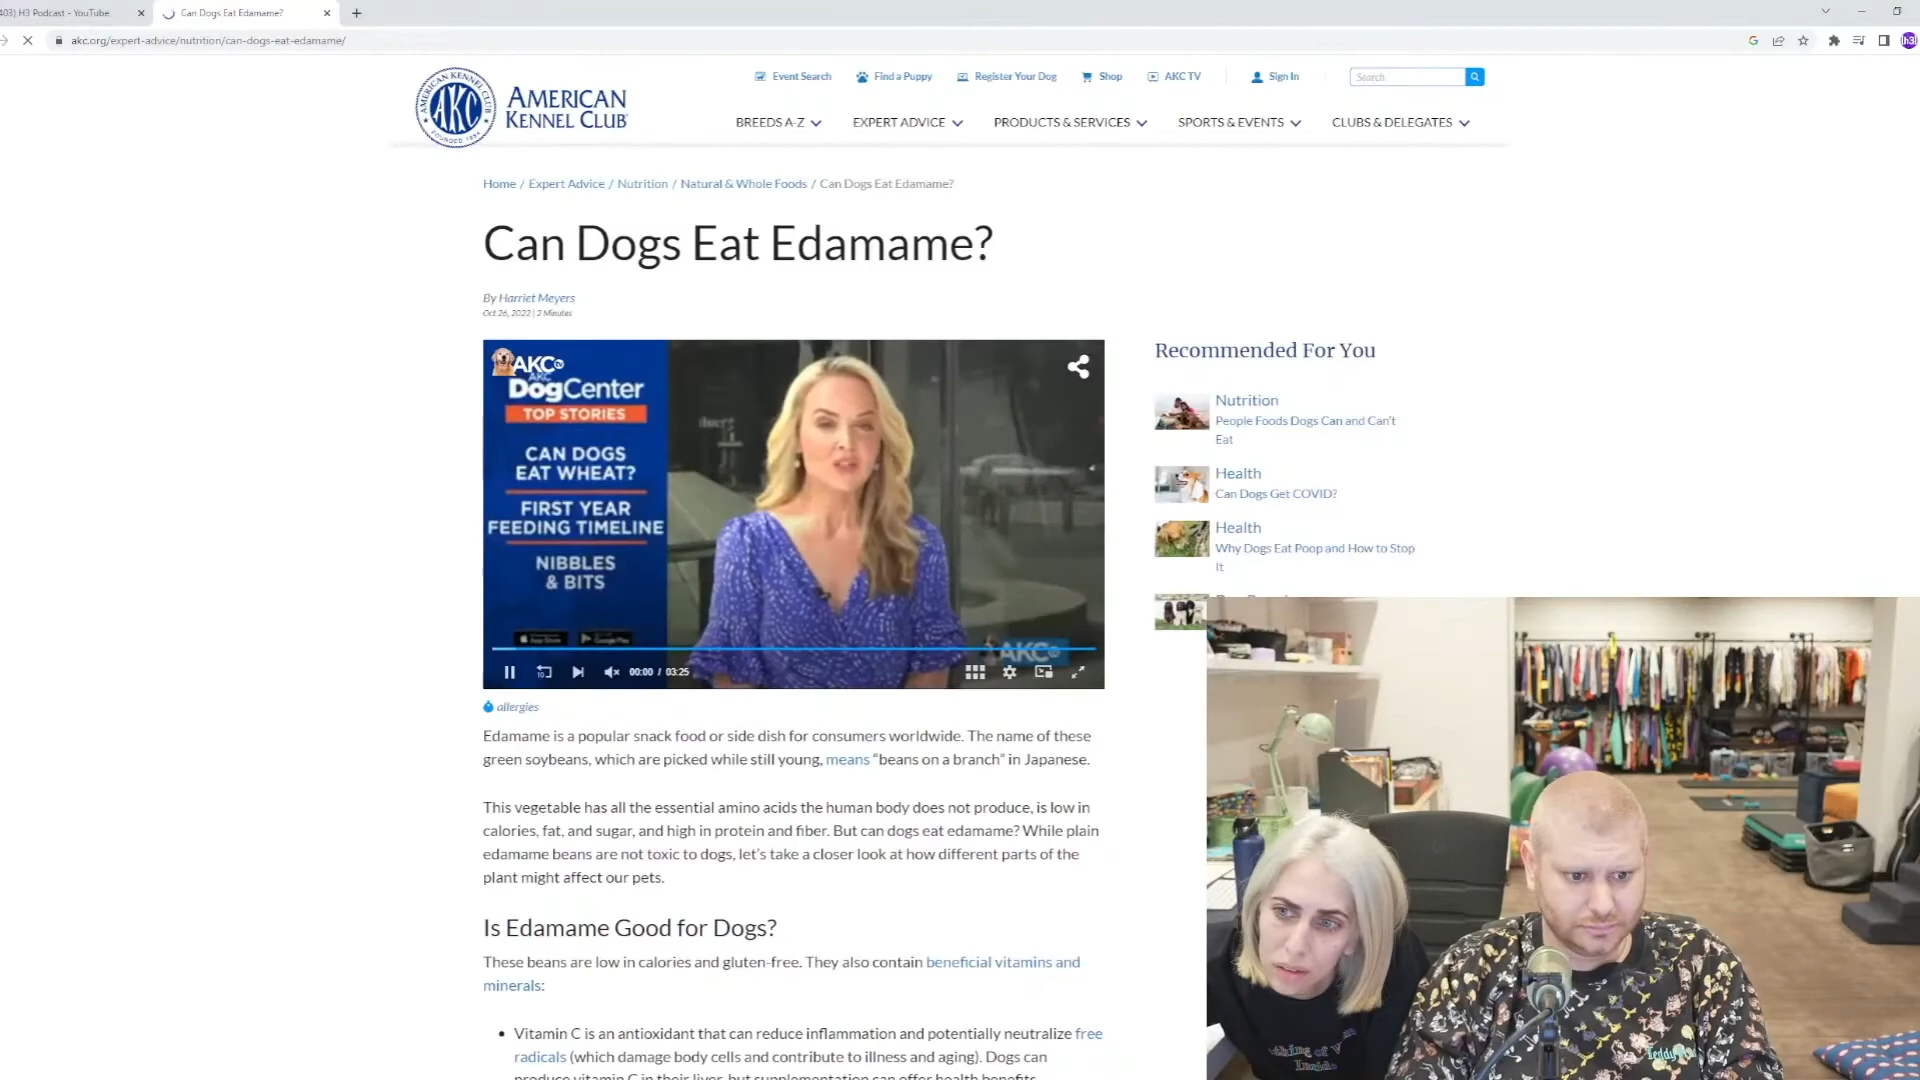 403) H3 Podcast - YouTube
Can Dogs Eat Edamame?
akc.org/expert-advice/nutrition/can-dogs-eat-edamame/
h3
Event Search
Find a Puppy
Register Your Dog
Shop
AKC TV
Sign In
Search
AMERICAN KENNEL CLUB
AKC
FOUNDED 1884
AMERICAN
KENNEL CLUB
BREEDS A-Z
EXPERT ADVICE
PRODUCTS & SERVICES
SPORTS & EVENTS
CLUBS & DELEGATES
Home / Expert Advice / Nutrition / Natural & Whole Foods / Can Dogs Eat Edamame?
Can Dogs Eat Edamame?
By Harriet Meyers
Oct 26, 2022 | 2 Minutes
AKC tv
AKC
DogCenter
TOP STORIES
CAN DOGS
EAT WHEAT?
FIRST YEAR
FEEDING TIMELINE
NIBBLES
& BITS
App Store
Google Play
AKC
10
00:00 / 03:25
Recommended For You
Nutrition
People Foods Dogs Can and Can't
Eat
Health
Can Dogs Get COVID?
Health
Why Dogs Eat Poop and How to Stop
It
allergies
Edamame is a popular snack food or side dish for consumers worldwide. The name of these
green soybeans, which are picked while still young, means “beans on a branch” in Japanese.
This vegetable has all the essential amino acids the human body does not produce, is low in
calories, fat, and sugar, and high in protein and fiber. But can dogs eat edamame? While plain
edamame beans are not toxic to dogs, let’s take a closer look at how different parts of the
plant might affect our pets.
Is Edamame Good for Dogs?
These beans are low in calories and gluten-free. They also contain beneficial vitamins and
minerals:
• Vitamin C is an antioxidant that can reduce inflammation and potentially neutralize free
radicals (which damage body cells and contribute to illness and aging). Dogs can
produce vitamin C in their liver, but supplementation can offer health benefits
Inside
Teddy